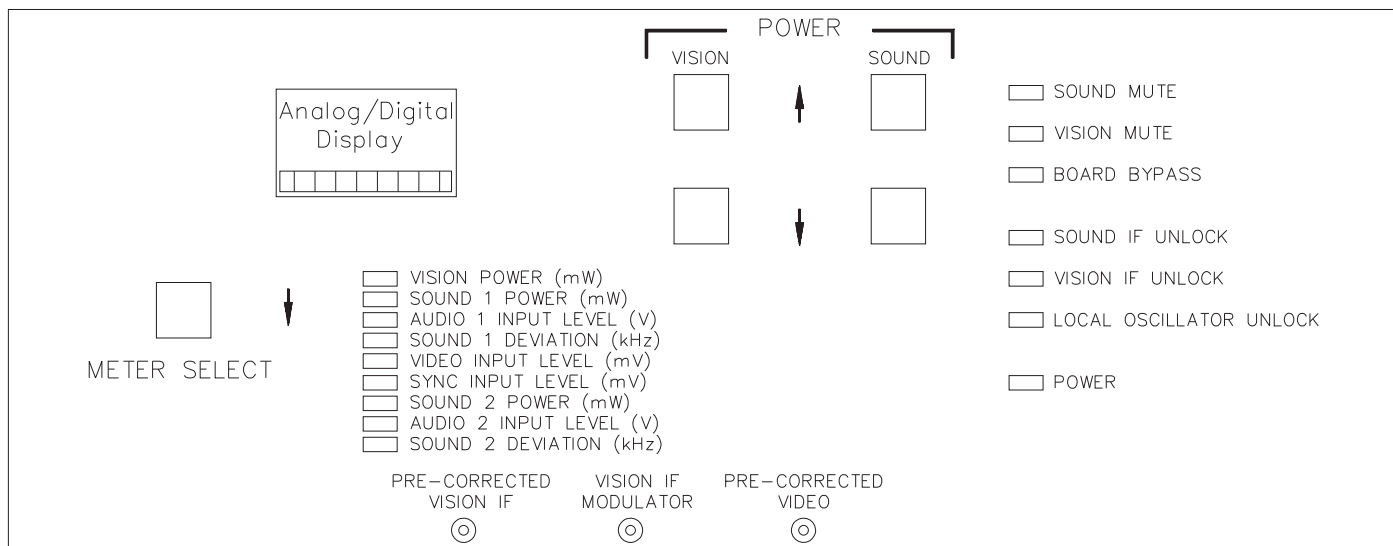 POWER
VISION
SOUND
Analog/Digital
Display
SOUND MUTE
VISION MUTE
BOARD BYPASS
SOUND IF UNLOCK
VISION IF UNLOCK
LOCAL OSCILLATOR UNLOCK
POWER
METER SELECT
VISION POWER (mW)
SOUND 1 POWER (mW)
AUDIO 1 INPUT LEVEL (V)
SOUND 1 DEVIATION (kHz)
VIDEO INPUT LEVEL (mV)
SYNC INPUT LEVEL (mV)
SOUND 2 POWER (mW)
AUDIO 2 INPUT LEVEL (V)
SOUND 2 DEVIATION (kHz)
PRE-CORRECTED
VISION IF
VISION IF
MODULATOR
PRE-CORRECTED
VIDEO